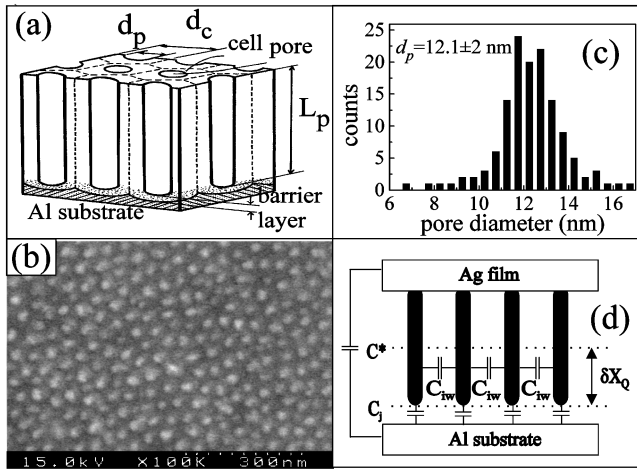 (a)
d_p
d_c
cell pore
L_p
barrier
layer
Al substrate
(b)
15.0kV X100K 300nm
(c)
d_p=12.1±2 nm
counts
25
20
15
10
5
0
6 8 10 12 14 16
pore diameter (nm)
(d)
Ag film
C*
C_iw C_iw C_iw
δX_Q
C_j
Al substrate